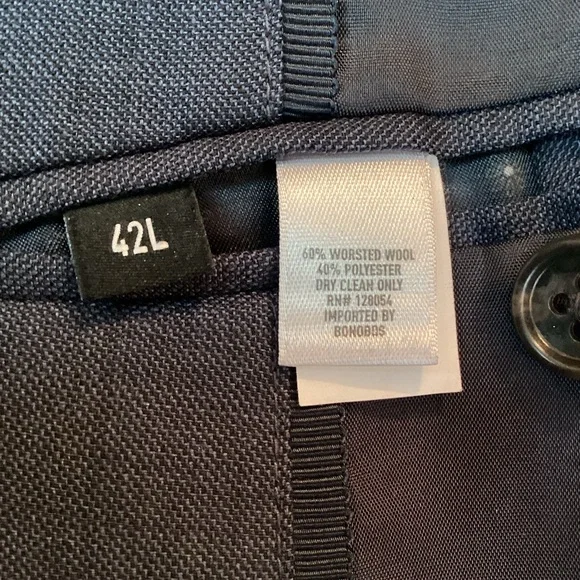 42L
60% WORSTED WOOL
40% POLYESTER
DRY CLEAN ONLY
RN# 128054
IMPORTED BY
BONOBOS